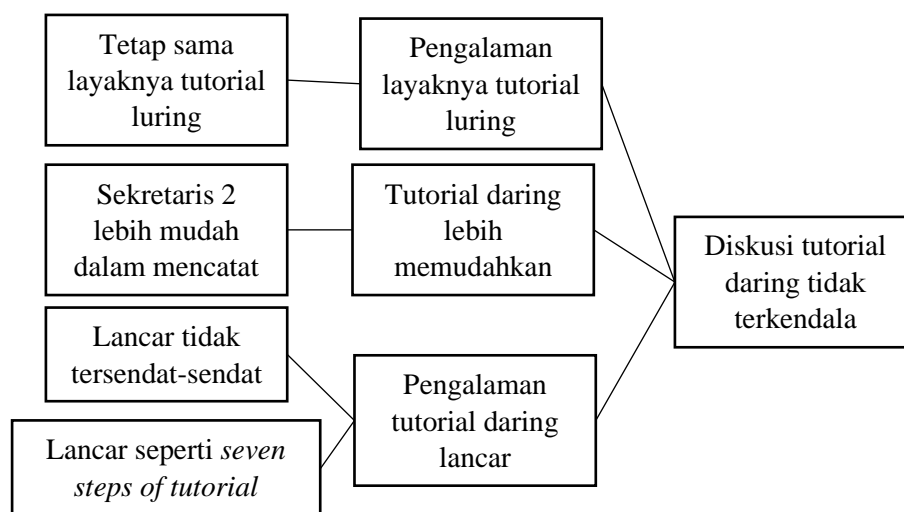 Tetap sama
layaknya tutorial
luring
Pengalaman
layaknya tutorial
luring
Sekretaris 2
lebih mudah
dalam mencatat
Tutorial daring
lebih
memudahkan
Diskusi tutorial
daring tidak
terkendala
Lancar tidak
tersendat-sendat
Pengalaman
tutorial daring
lancar
Lancar seperti seven
steps of tutorial